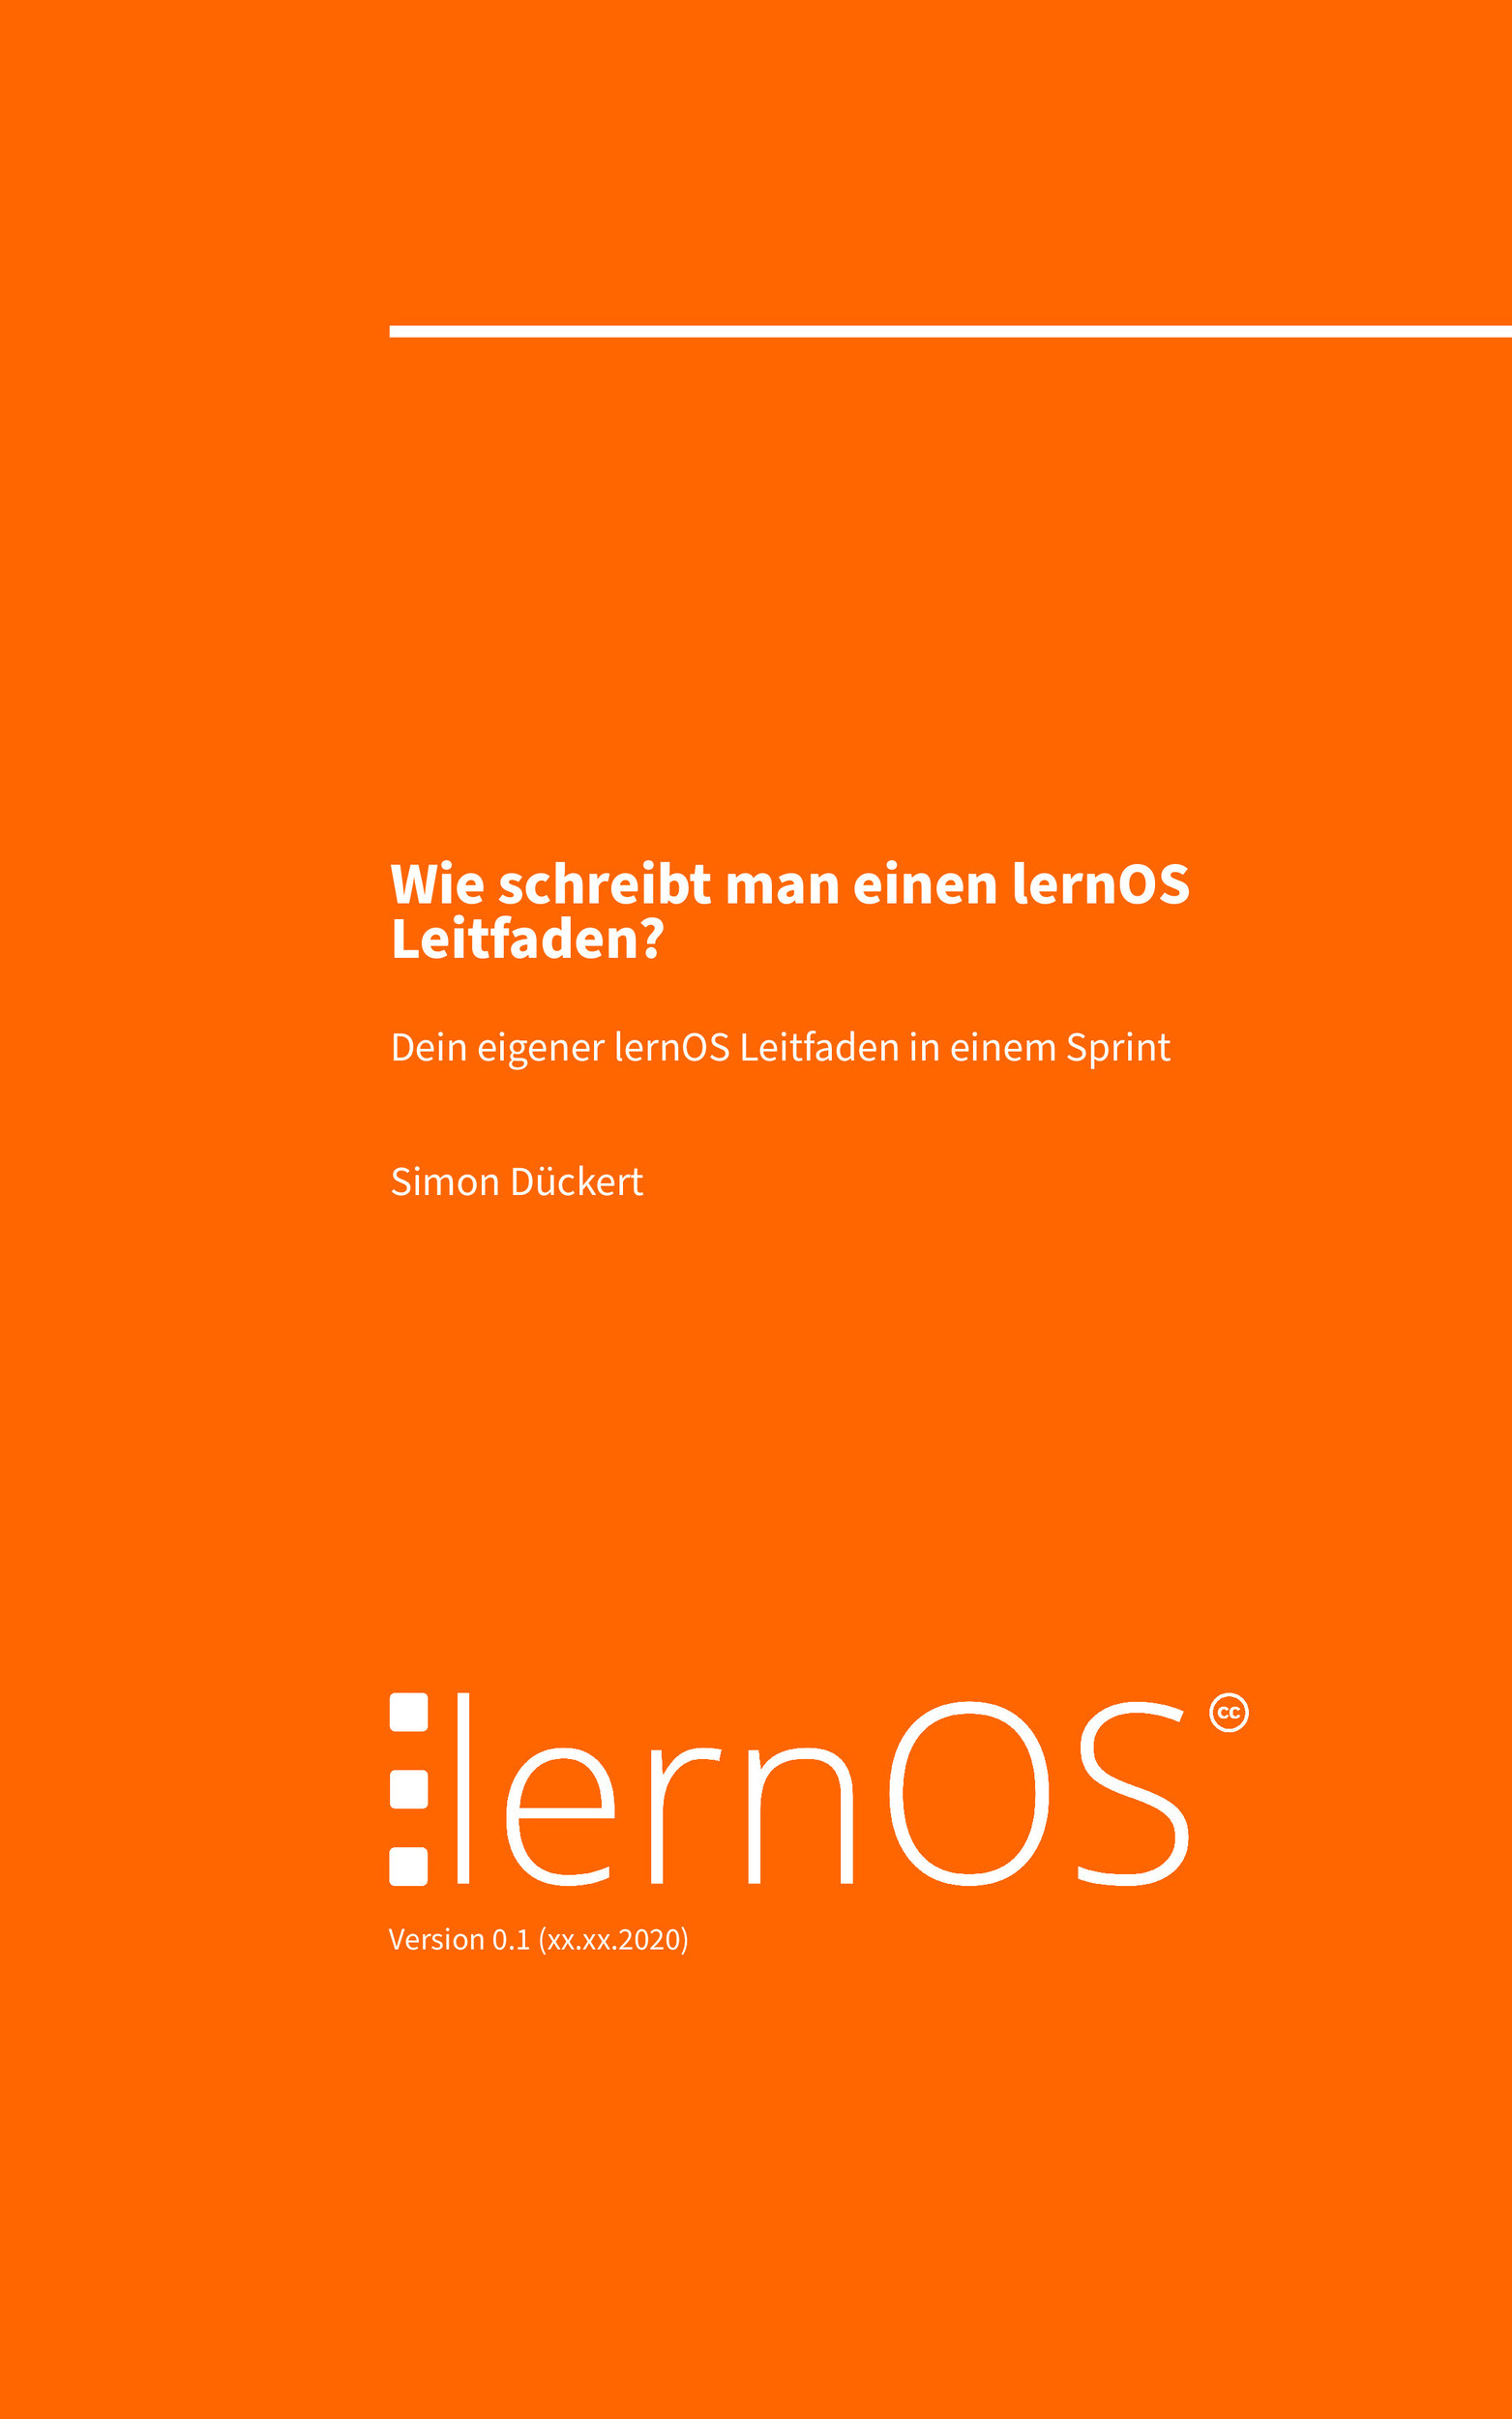 Wie schreibt man einen lernOS
Leitfaden?
Dein eigener lernOS Leitfaden in einem Sprint
Simon Dückert
lernOS cc
Version 0.1 (xx.xx.2020)